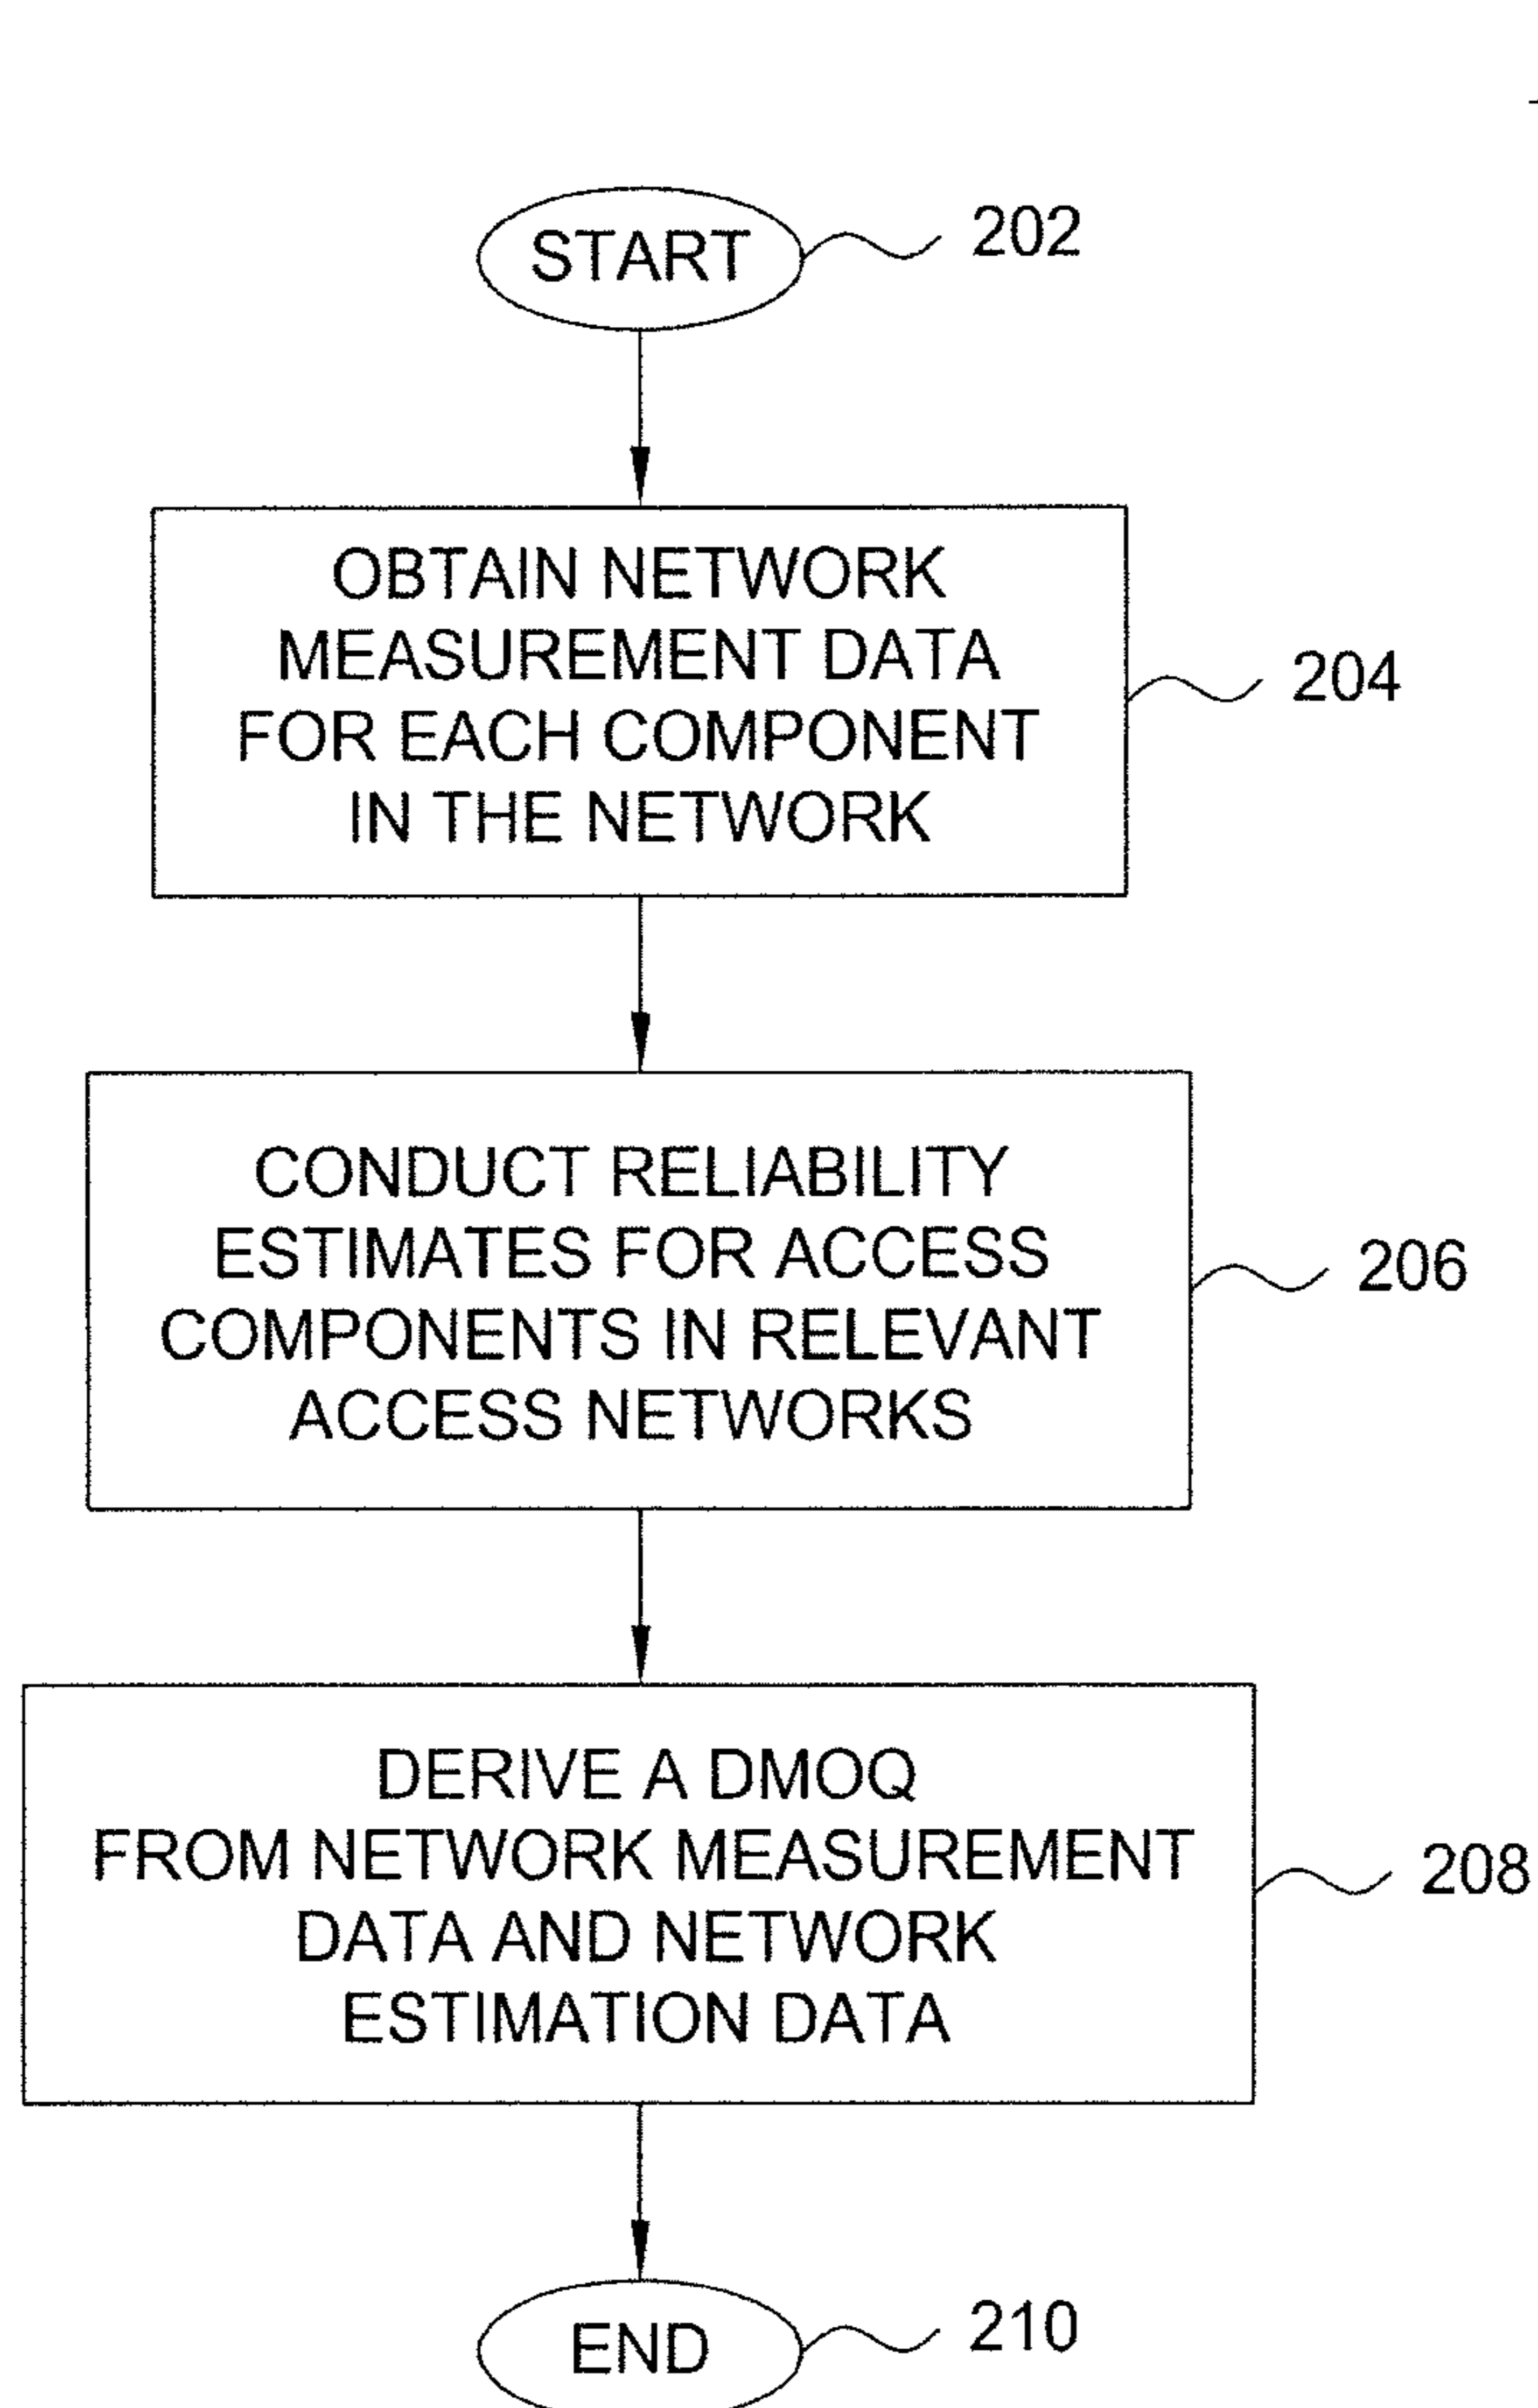 START
202
OBTAIN NETWORK
MEASUREMENT DATA
FOR EACH COMPONENT
IN THE NETWORK
204
CONDUCT RELIABILITY
ESTIMATES FOR ACCESS
COMPONENTS IN RELEVANT
ACCESS NETWORKS
206
DERIVE A DMOQ
FROM NETWORK MEASUREMENT
DATA AND NETWORK
ESTIMATION DATA
208
END
210